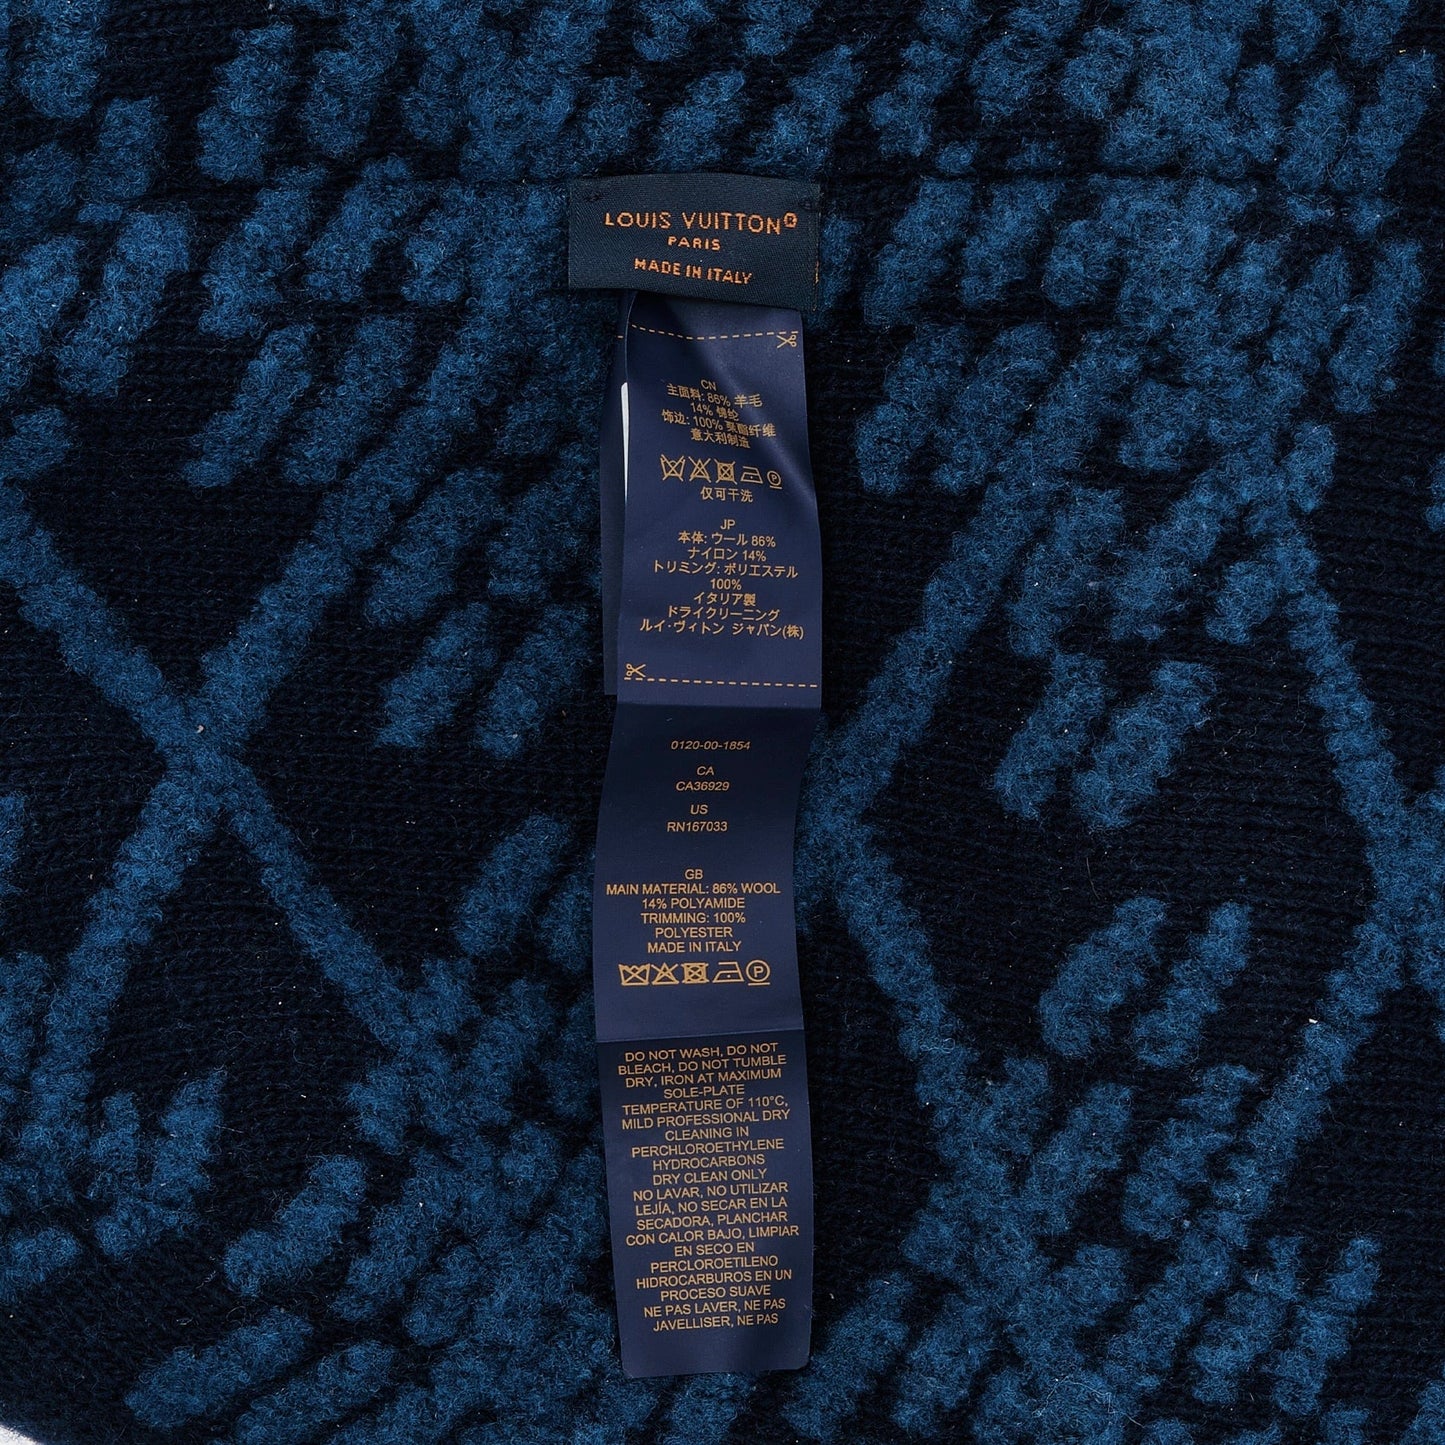 LOUIS VUITTON®
PARIS
MADE IN ITALY
CN
主面料: 86% 羊毛
14% 锦纶
饰边: 100% 聚酯纤维
意大利制造
仅可干洗
JP
本体: ウール 86%
ナイロン 14%
トリミング: ポリエステル
100%
イタリア製
ドライクリーニング
ルイ・ヴィトン ジャパン(株)
0120-00-1854
CA
CA36929
US
RN167033
GB
MAIN MATERIAL: 86% WOOL
14% POLYAMIDE
TRIMMING: 100%
POLYESTER
MADE IN ITALY
P
DO NOT WASH, DO NOT
BLEACH, DO NOT TUMBLE
DRY, IRON AT MAXIMUM
SOLE-PLATE
TEMPERATURE OF 110°C,
MILD PROFESSIONAL DRY
CLEANING IN
PERCHLOROETHYLENE
HYDROCARBONS
DRY CLEAN ONLY
NO LAVAR, NO UTILIZAR
LEJÍA, NO SECAR EN LA
SECADORA, PLANCHAR
CON CALOR BAJO, LIMPIAR
EN SECO EN
PERCLOROETILENO
HIDROCARBUROS EN UN
PROCESO SUAVE
NE PAS LAVER, NE PAS
JAVELLISER, NE PAS